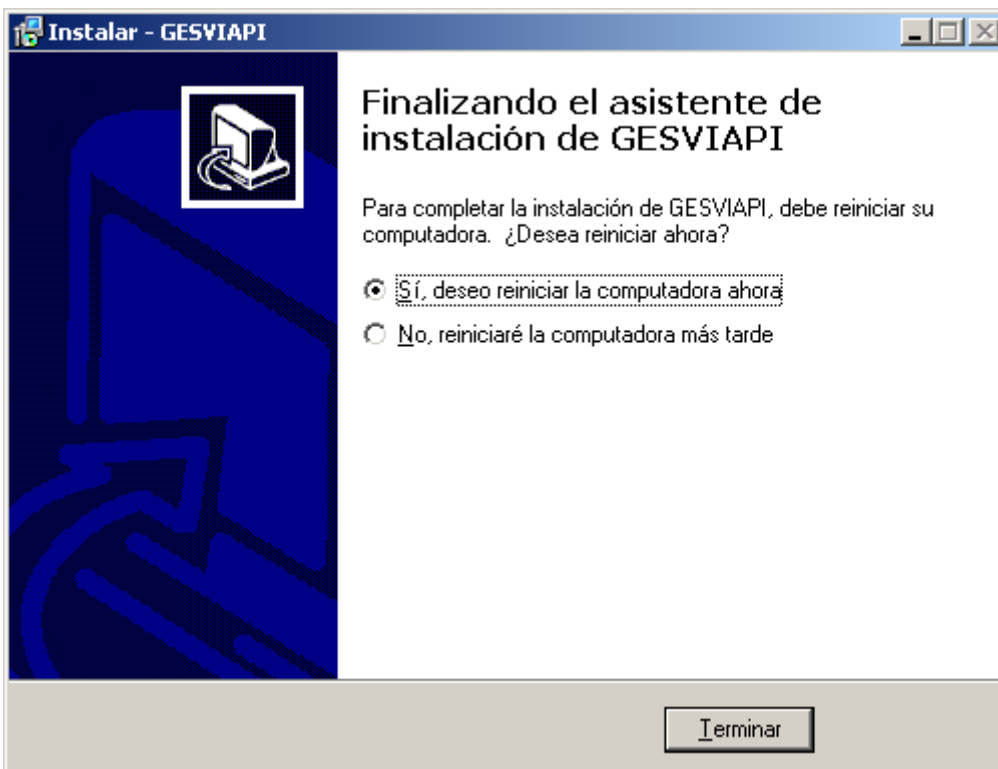 Instalar - GESVIAPI
Finalizando el asistente de
instalación de GESVIAPI
Para completar la instalación de GESVIAPI, debe reiniciar su
computadora. ¿Desea reiniciar ahora?
Sí, deseo reiniciar la computadora ahora
No, reiniciaré la computadora más tarde
Terminar